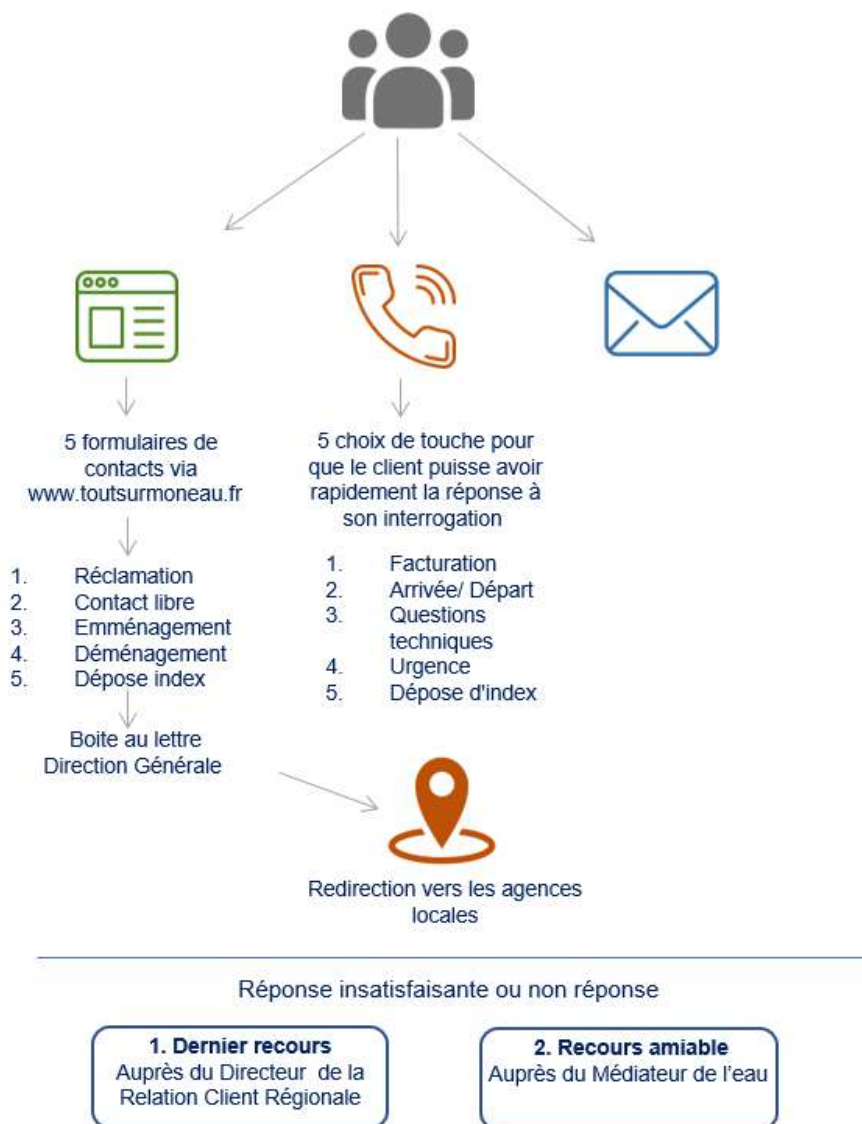 5 formulaires de
contacts via
www.toutsurmoneau.fr
1. Réclamation
2. Contact libre
3. Emménagement
4. Déménagement
5. Dépose index
Boite au lettre
Direction Générale
5 choix de touche pour
que le client puisse avoir
rapidement la réponse à
son interrogation
1. Facturation
2. Arrivée/ Départ
3. Questions
techniques
4. Urgence
5. Dépose d'index
Redirection vers les agences
locales
Réponse insatisfaisante ou non réponse
1. Dernier recours
Auprès du Directeur de la
Relation Client Régionale
2. Recours amiable
Auprès du Médiateur de l'eau